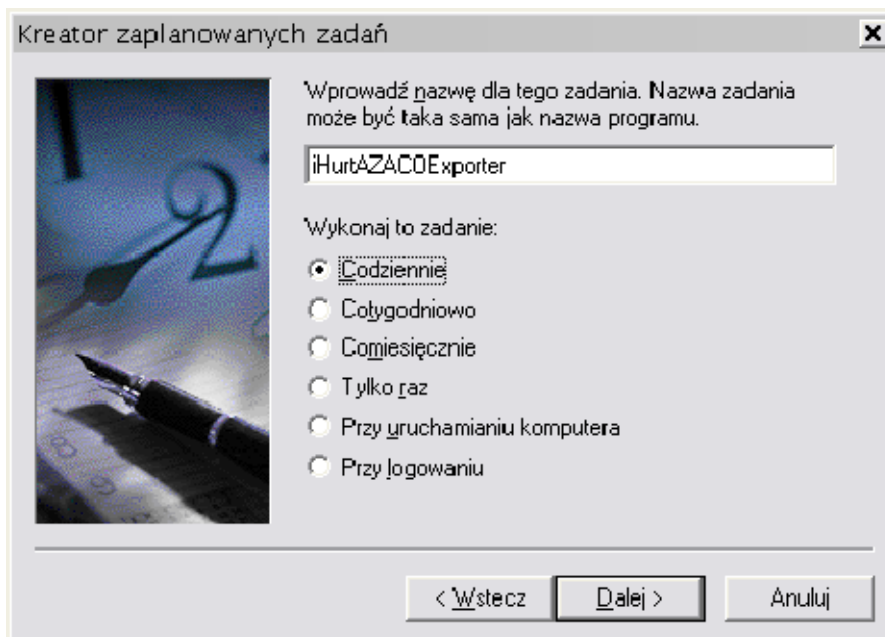 Kreator zaplanowanych zadań
Wprowadź nazwę dla tego zadania. Nazwa zadania
może być taka sama jak nazwa programu.
iHurtAZACOExporter
Wykonaj to zadanie:
Codziennie
Cotygodniowo
Comiesięcznie
Tylko raz
Przy uruchamianiu komputera
Przy logowaniu
< Wstecz
Dalej >
Anuluj